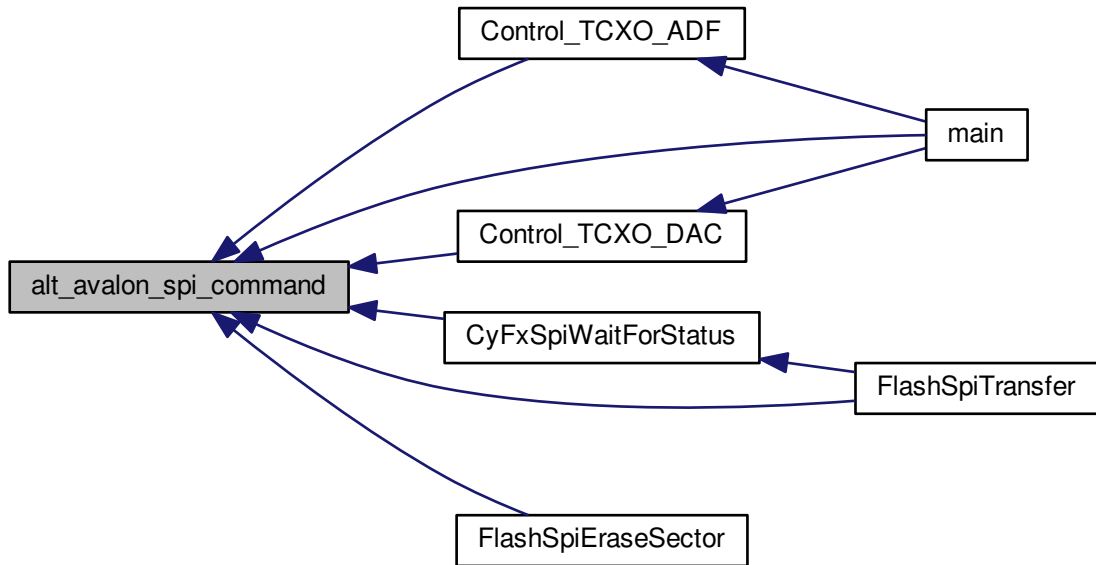 Control_TCXO_ADF
main
Control_TCXO_DAC
alt_avalon_spi_command
CyFxSpiWaitForStatus
FlashSpiTransfer
FlashSpiEraseSector